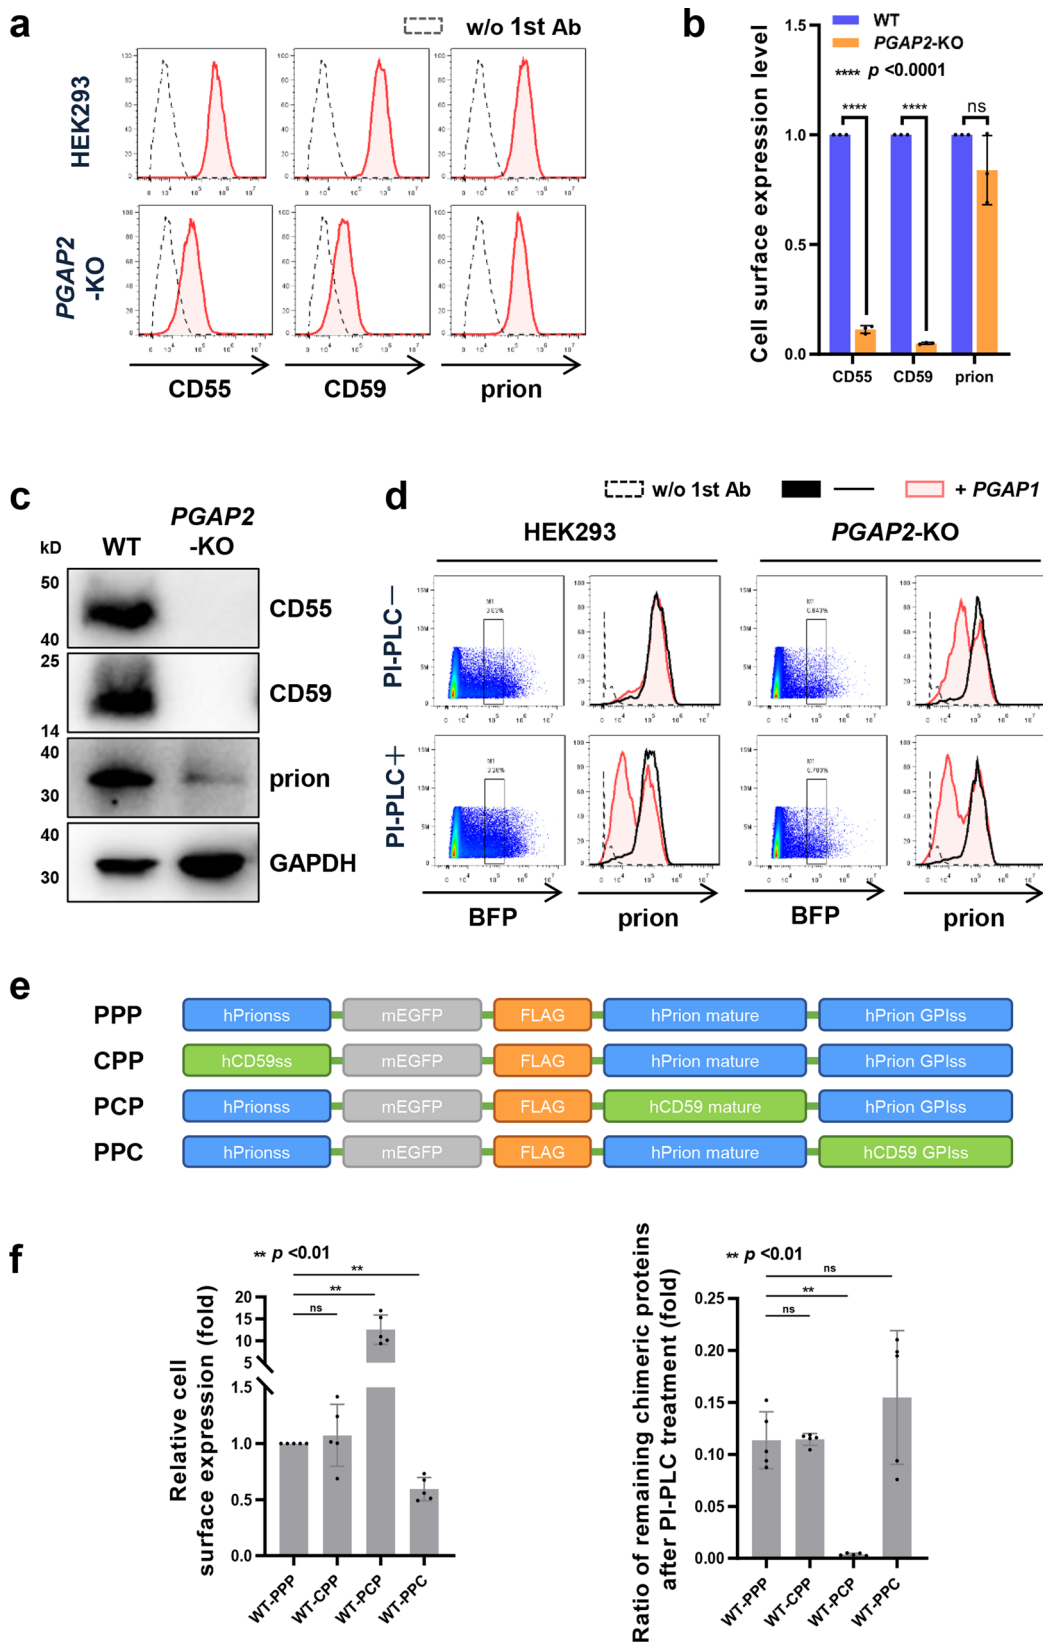 a
w/o 1st Ab
HEK293
PGAP2
-KO
CD55
CD59
prion
b
WT
PGAP2-KO
**** p <0.0001
**** **** ns
Cell surface expression level
1.5
1.0
0.5
0.0
CD55 CD59 prion
c
PGAP2
kD WT -KO
50
40
CD55
25
14
CD59
40
30
prion
40
30
GAPDH
d
w/o 1st Ab
+ PGAP1
HEK293 PGAP2-KO
PI-PLC−
PI-PLC+
BFP prion BFP prion
e
PPP hPrionss mEGFP FLAG hPrion mature hPrion GPIss
CPP hCD59ss mEGFP FLAG hPrion mature hPrion GPIss
PCP hPrionss mEGFP FLAG hCD59 mature hPrion GPIss
PPC hPrionss mEGFP FLAG hPrion mature hCD59 GPIss
f
** p <0.01
**
**
ns
Relative cell
surface expression (fold)
20
15
10
5
1.5
1.0
0.5
0.0
WT-PPP WT-CPP WT-PCP WT-PPC
** p <0.01
ns
**
ns
Ratio of remaining chimeric proteins
after PI-PLC treatment (fold)
0.25
0.20
0.15
0.10
0.05
0.00
WT-PPP WT-CPP WT-PCP WT-PPC